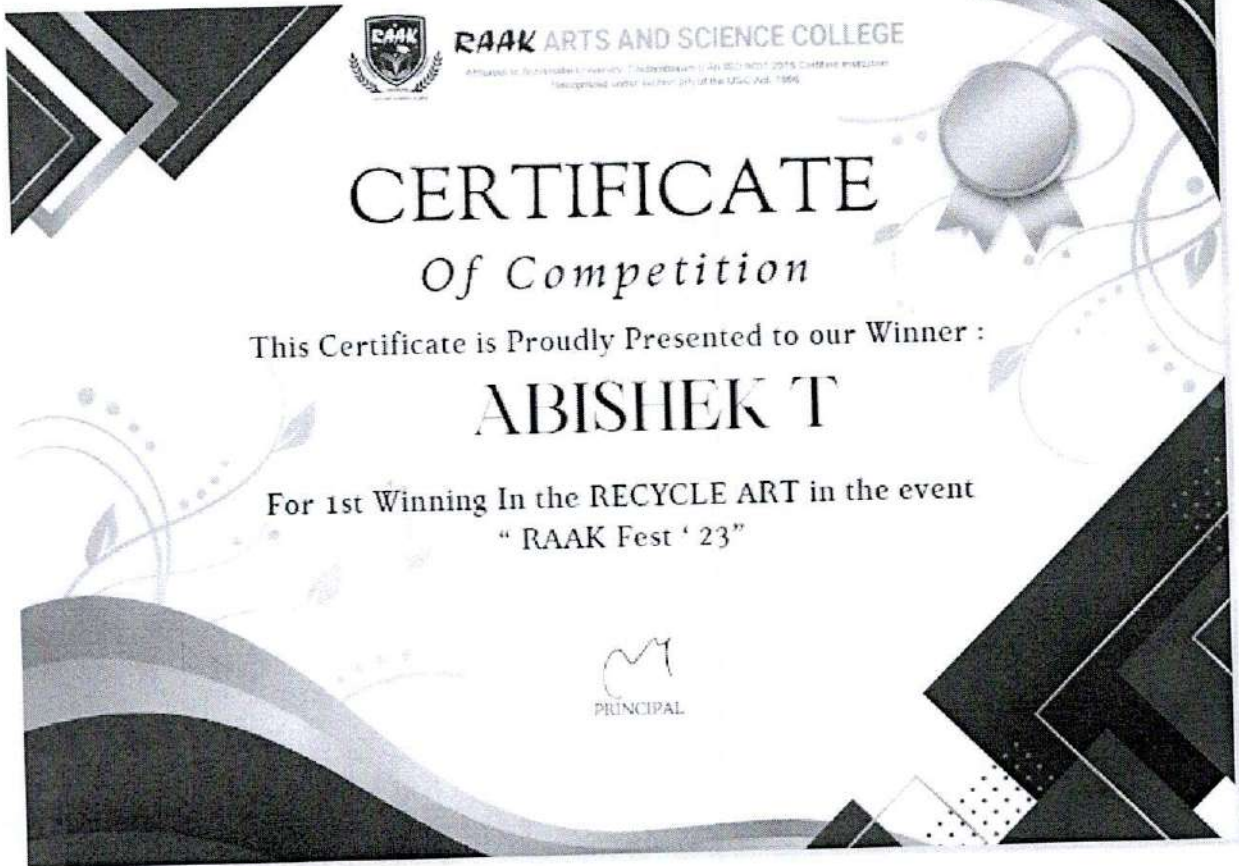 RAAK
RAAK ARTS AND SCIENCE COLLEGE
CERTIFICATE
Of Competition
This Certificate is Proudly Presented to our Winner :
ABISHEK T
For 1st Winning In the RECYCLE ART in the event
“ RAAK Fest ‘ 23”
PRINCIPAL